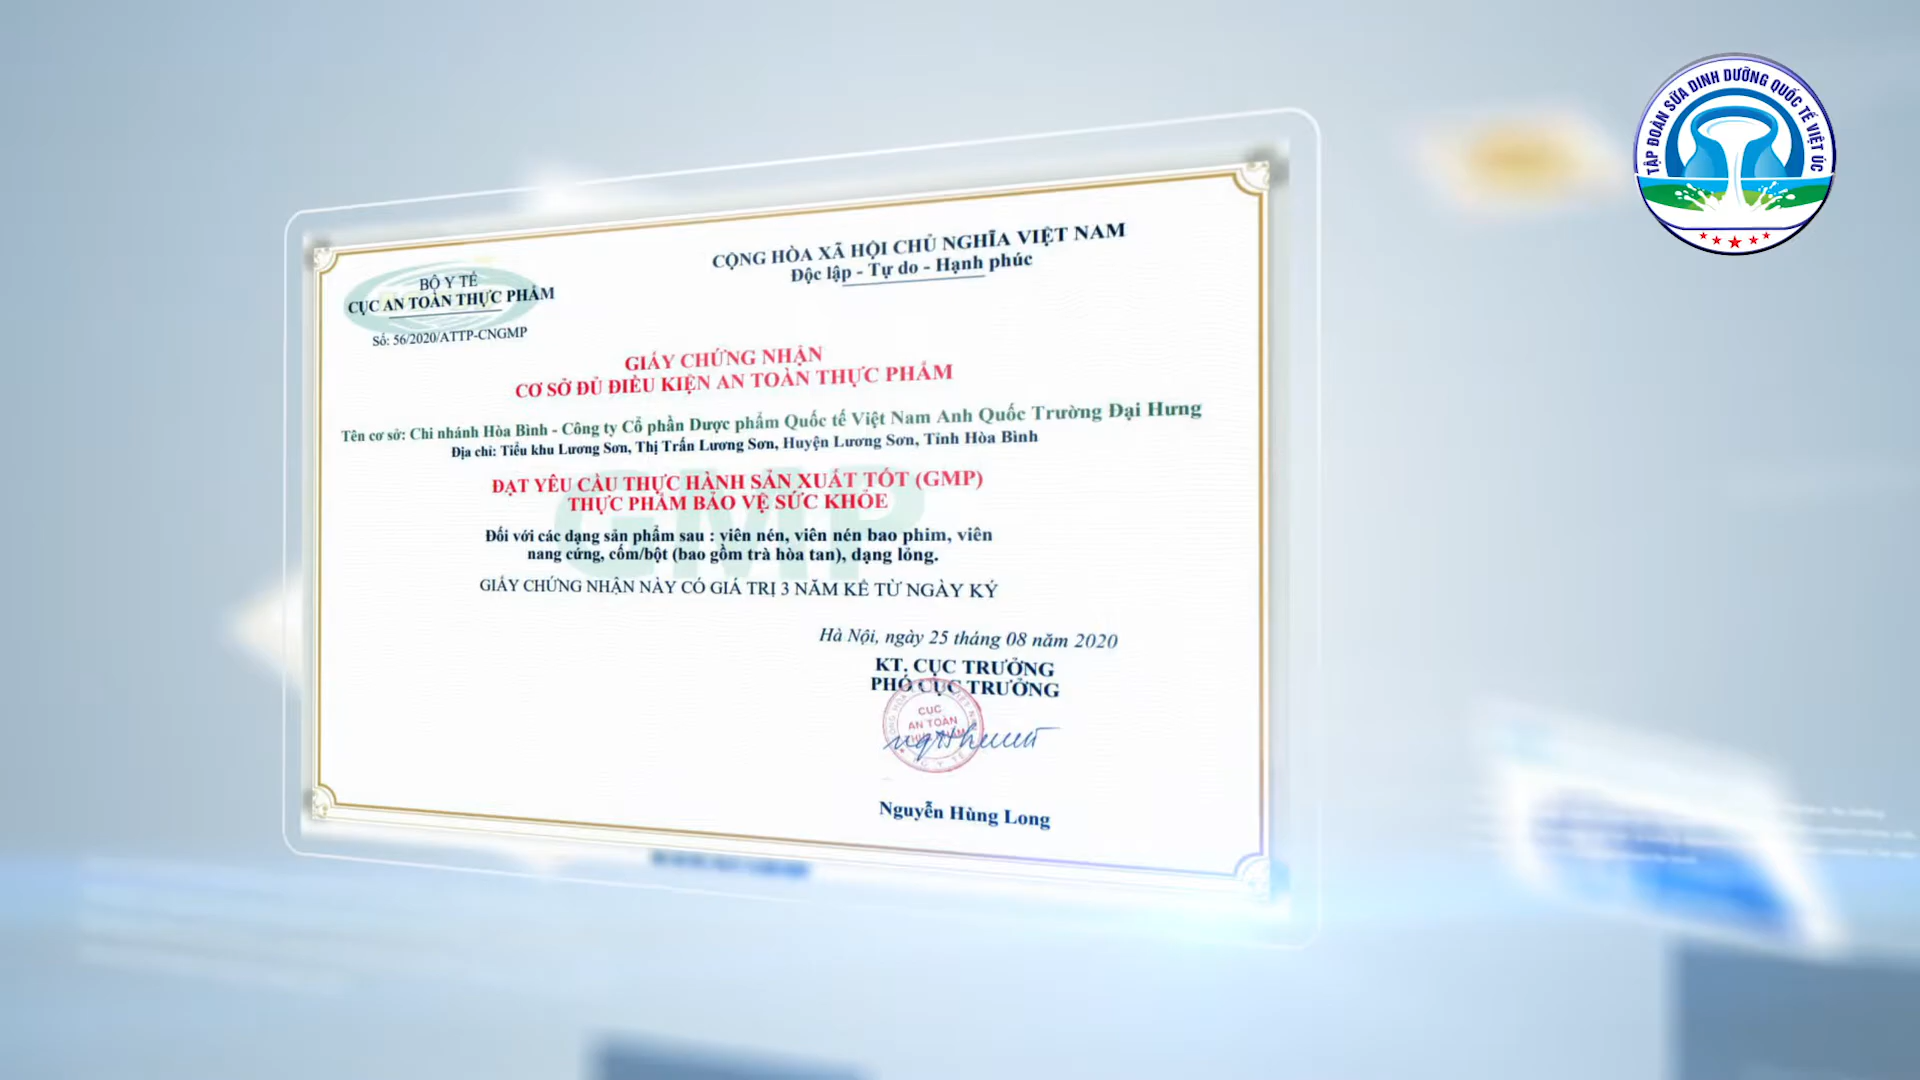 TẬP ĐOÀN SỮA DINH DƯỠNG QUỐC TẾ VIỆT ÚC
CỘNG HÒA XÃ HỘI CHỦ NGHĨA VIỆT NAM
Độc lập - Tự do - Hạnh phúc
BỘ Y TẾ
CỤC AN TOÀN THỰC PHẨM
Số: 56/2020/ATTP-CNGMP
GIẤY CHỨNG NHẬN
CƠ SỞ ĐỦ ĐIỀU KIỆN AN TOÀN THỰC PHẨM
Tên cơ sở: Chi nhánh Hòa Bình - Công ty Cổ phần Dược phẩm Quốc tế Việt Nam Anh Quốc Trường Đại Hưng
Địa chỉ: Tiểu khu Lương Sơn, Thị Trấn Lương Sơn, Huyện Lương Sơn, Tỉnh Hòa Bình
GMP
ĐẠT YÊU CẦU THỰC HÀNH SẢN XUẤT TỐT (GMP)
THỰC PHẨM BẢO VỆ SỨC KHỎE
Đối với các dạng sản phẩm sau : viên nén, viên nén bao phim, viên
nang cứng, cốm/bột (bao gồm trà hòa tan), dạng lỏng.
GIẤY CHỨNG NHẬN NÀY CÓ GIÁ TRỊ 3 NĂM KỂ TỪ NGÀY KÝ
Hà Nội, ngày 25 tháng 08 năm 2020
KT. CỤC TRƯỞNG
PHÓ CỤC TRƯỞNG
CỤC
AN TOÀN
THỰC PHẨM
Nguyễn Hùng Long